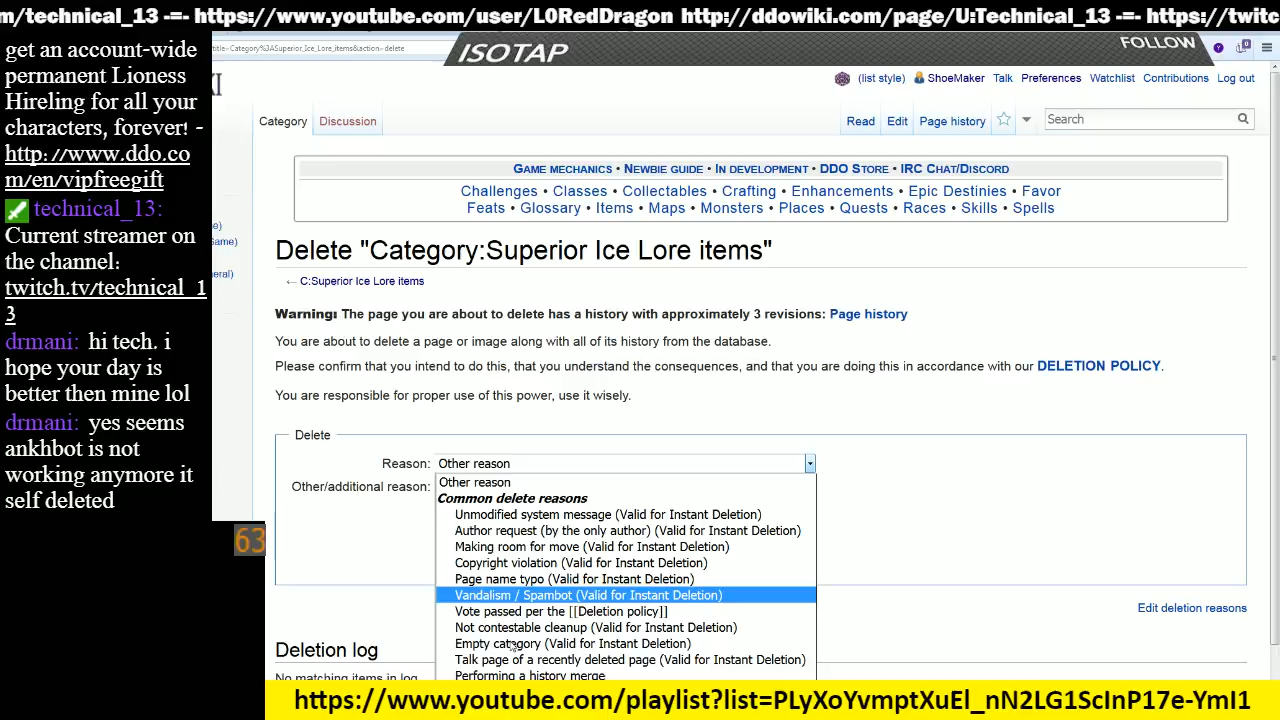 m/technical_13 -=- https://www.youtube.com/user/L0RedDragon http://ddowiki.com/page/U:Technical_13 -=- https://twitc
get an account-wide
permanent Lioness
Hireling for all your
characters, forever! -
http://www.ddo.co
m/en/vipfreegift
technical_13:
Current streamer on
the channel:
twitch.tv/technical_1
3
drmani: hi tech. i
hope your day is
better then mine lol
drmani: yes seems
ankhbot is not
working anymore it
self deleted
63
title=Category%3ASuperior_Ice_Lore_items&action=delete
ISOTAP
FOLLOW
(list style) ShoeMaker Talk Preferences Watchlist Contributions Log out
Category Discussion Read Edit Page history Search
GAME MECHANICS • NEWBIE GUIDE • IN DEVELOPMENT • DDO STORE • IRC CHAT/DISCORD
Challenges • Classes • Collectables • Crafting • Enhancements • Epic Destinies • Favor
Feats • Glossary • Items • Maps • Monsters • Places • Quests • Races • Skills • Spells
Delete "Category:Superior Ice Lore items"
← C:Superior Ice Lore items
Warning: The page you are about to delete has a history with approximately 3 revisions: Page history
You are about to delete a page or image along with all of its history from the database.
Please confirm that you intend to do this, that you understand the consequences, and that you are doing this in accordance with our DELETION POLICY.
You are responsible for proper use of this power, use it wisely.
Delete
Reason: Other reason
Other/additional reason:
Other reason
Common delete reasons
Unmodified system message (Valid for Instant Deletion)
Author request (by the only author) (Valid for Instant Deletion)
Making room for move (Valid for Instant Deletion)
Copyright violation (Valid for Instant Deletion)
Page name typo (Valid for Instant Deletion)
Vandalism / Spambot (Valid for Instant Deletion)
Vote passed per the [[Deletion policy]]
Not contestable cleanup (Valid for Instant Deletion)
Empty category (Valid for Instant Deletion)
Talk page of a recently deleted page (Valid for Instant Deletion)
Performing a history merge
Edit deletion reasons
Deletion log
No matching items in log.
https://www.youtube.com/playlist?list=PLyXoYvmptXuEl_nN2LG1ScInP17e-YmI1